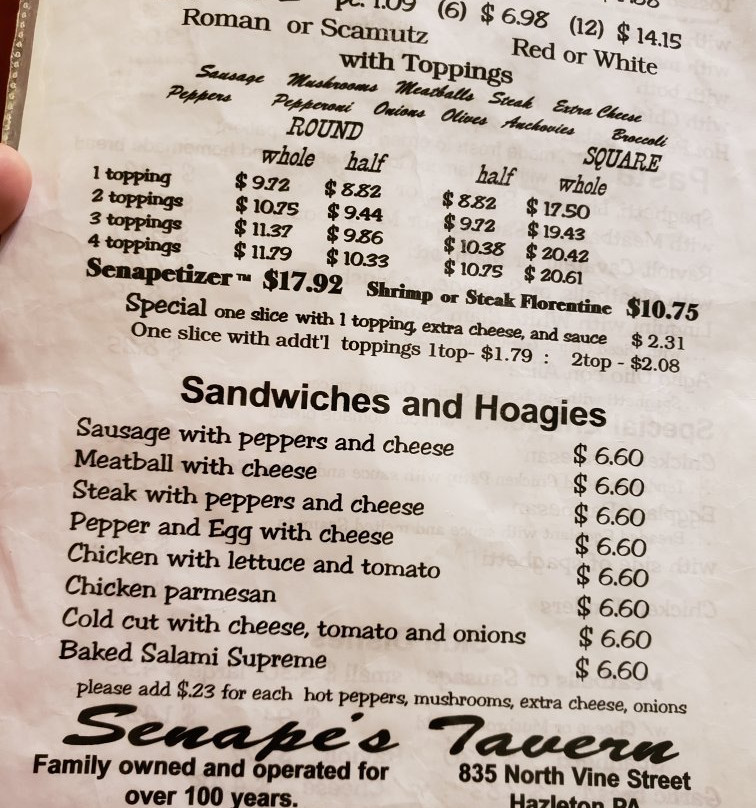 pc. 1.09 (6) $ 6.98 (12) $ 14.15
Roman or Scamutz Red or White
with Toppings
Sausage Mushrooms Meatballs Steak Extra Cheese
Peppers Pepperoni Onions Olives Anchovies Broccoli
ROUND SQUARE
whole half half whole
1 topping $ 9.72 $ 8.82 $ 8.82 $ 17.50
2 toppings $ 10.75 $ 9.44 $ 9.72 $ 19.43
3 toppings $ 11.37 $ 9.86 $ 10.38 $ 20.42
4 toppings $ 11.79 $ 10.33 $ 10.75 $ 20.61
Senapetizer™ $17.92 Shrimp or Steak Florentine $10.75
Special one slice with 1 topping, extra cheese, and sauce $ 2.31
One slice with addt'l toppings 1top- $1.79 : 2top - $2.08
Sandwiches and Hoagies
Sausage with peppers and cheese $ 6.60
Meatball with cheese $ 6.60
Steak with peppers and cheese $ 6.60
Pepper and Egg with cheese $ 6.60
Chicken with lettuce and tomato $ 6.60
Chicken parmesan $ 6.60
Cold cut with cheese, tomato and onions $ 6.60
Baked Salami Supreme $ 6.60
please add $.23 for each hot peppers, mushrooms, extra cheese, onions
Senape's Tavern
Family owned and operated for 835 North Vine Street
over 100 years. Hazleton PA